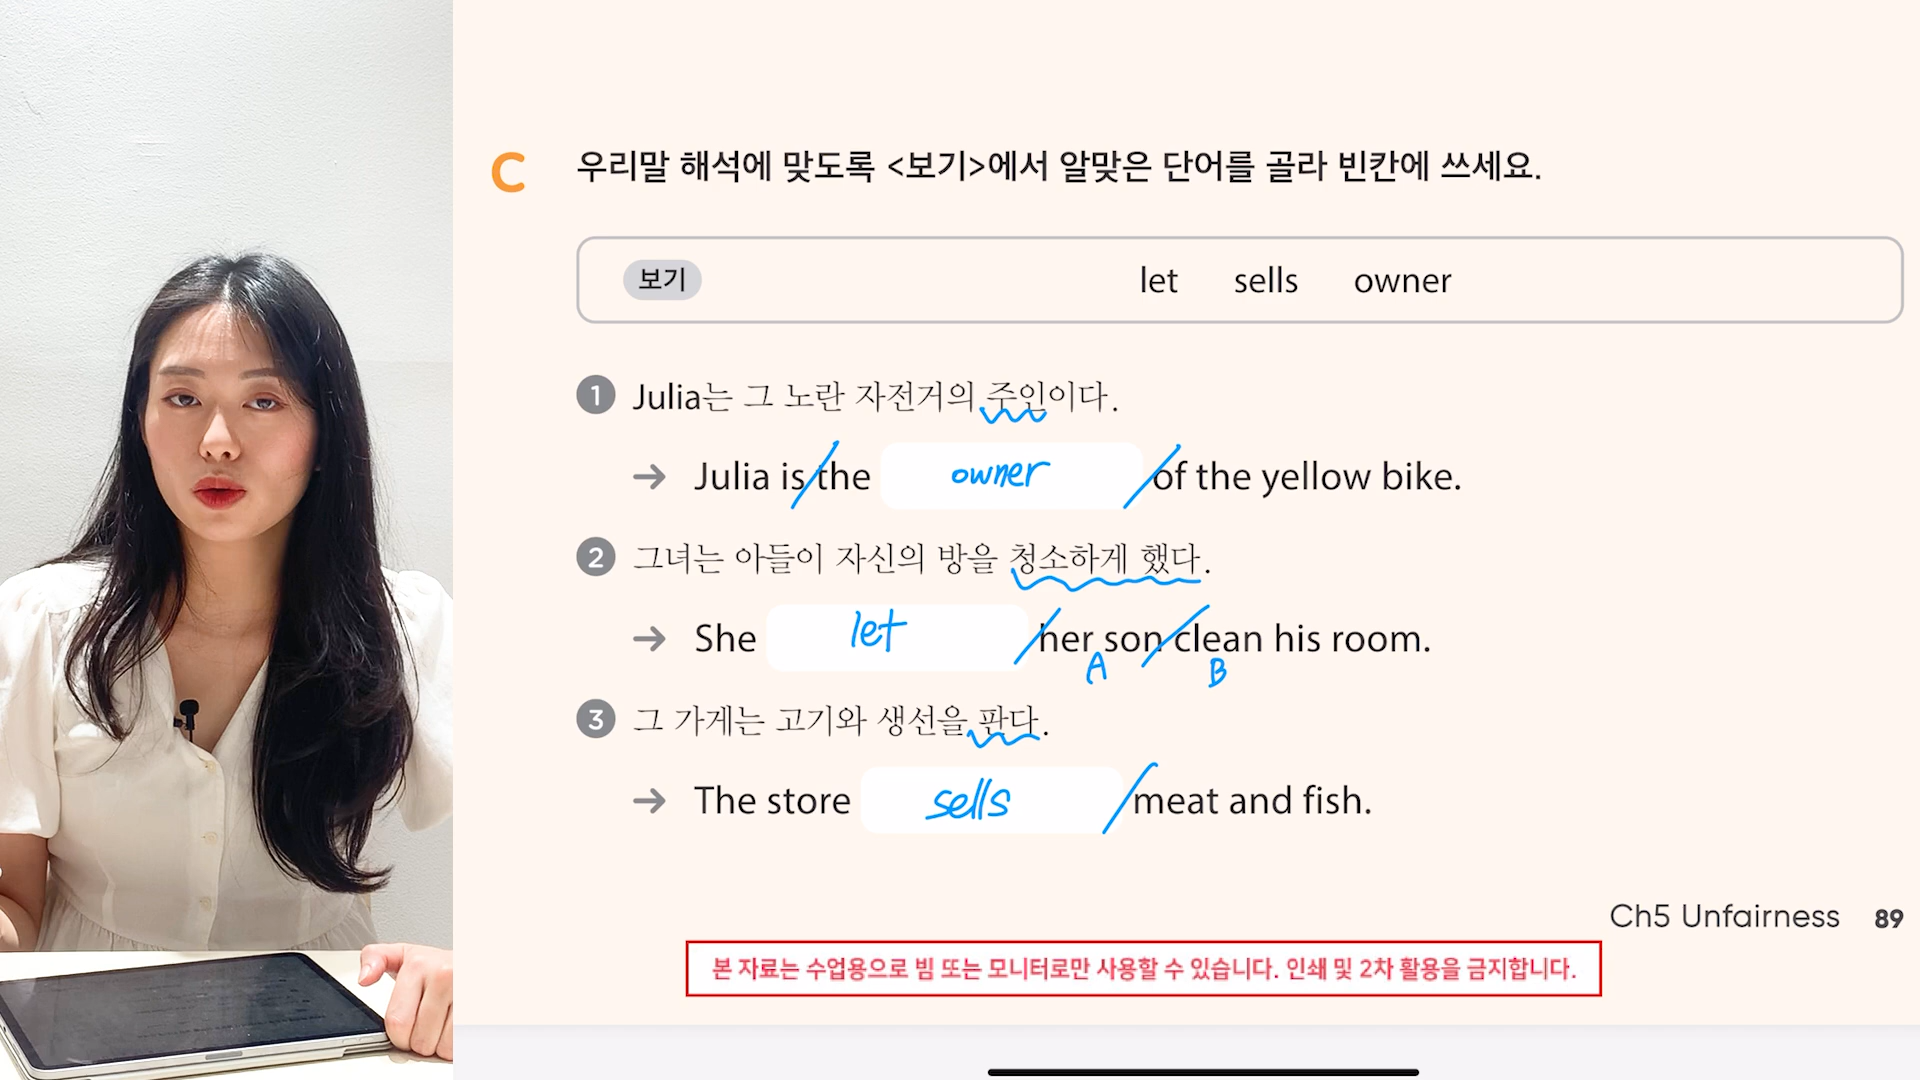 C 우리말 해석에 맞도록 <보기>에서 알맞은 단어를 골라 빈칸에 쓰세요.
보기 let sells owner
1 Julia는 그 노란 자전거의 주인이다.
→ Julia is the owner of the yellow bike.
2 그녀는 아들이 자신의 방을 청소하게 했다.
→ She let her son clean his room.
A B
3 그 가게는 고기와 생선을 판다.
→ The store sells meat and fish.
Ch5 Unfairness 89
본 자료는 수업용으로 빔 또는 모니터로만 사용할 수 있습니다. 인쇄 및 2차 활용을 금지합니다.